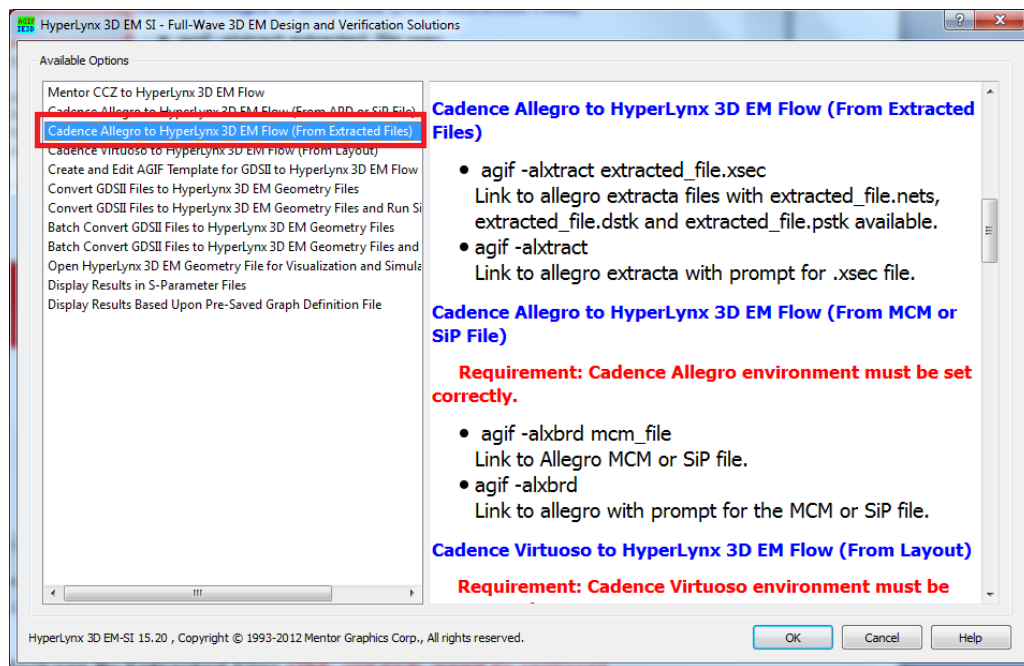 AGIF
IE3D
HyperLynx 3D EM SI - Full-Wave 3D EM Design and Verification Solutions
?
X
Available Options
Mentor CCZ to HyperLynx 3D EM Flow
Cadence Allegro to HyperLynx 3D EM Flow (From APD or SiP File)
Cadence Allegro to HyperLynx 3D EM Flow (From Extracted Files)
Cadence Virtuoso to HyperLynx 3D EM Flow (From Layout)
Create and Edit AGIF Template for GDSII to HyperLynx 3D EM Flow
Convert GDSII Files to HyperLynx 3D EM Geometry Files
Convert GDSII Files to HyperLynx 3D EM Geometry Files and Run Si
Batch Convert GDSII Files to HyperLynx 3D EM Geometry Files
Batch Convert GDSII Files to HyperLynx 3D EM Geometry Files and
Open HyperLynx 3D EM Geometry File for Visualization and Simula
Display Results in S-Parameter Files
Display Results Based Upon Pre-Saved Graph Definition File
Cadence Allegro to HyperLynx 3D EM Flow (From Extracted
Files)
• agif -alxtract extracted_file.xsec
Link to allegro extracta files with extracted_file.nets,
extracted_file.dstk and extracted_file.pstk available.
• agif -alxtract
Link to allegro extracta with prompt for .xsec file.
Cadence Allegro to HyperLynx 3D EM Flow (From MCM or
SiP File)
Requirement: Cadence Allegro environment must be set
correctly.
• agif -alxbrd mcm_file
Link to Allegro MCM or SiP file.
• agif -alxbrd
Link to allegro with prompt for the MCM or SiP file.
Cadence Virtuoso to HyperLynx 3D EM Flow (From Layout)
Requirement: Cadence Virtuoso environment must be
HyperLynx 3D EM-SI 15.20 , Copyright © 1993-2012 Mentor Graphics Corp., All rights reserved.
OK
Cancel
Help